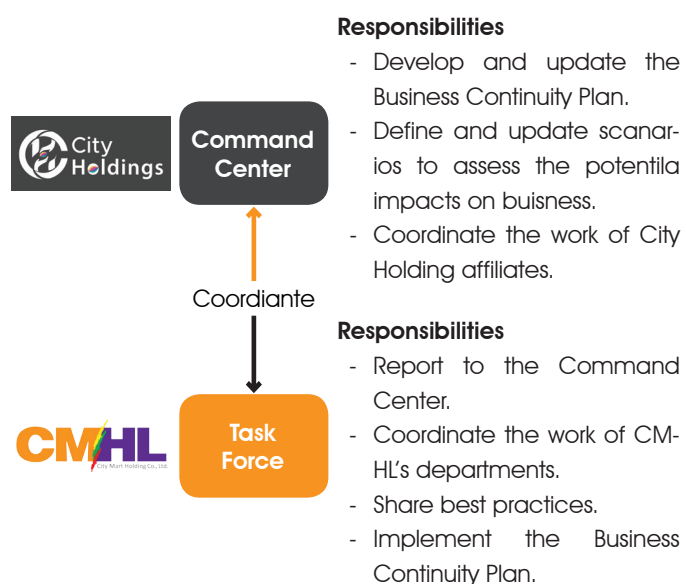 Responsibilities
- Develop and update the
Business Continuity Plan.
- Define and update scanar-
ios to assess the potentila
impacts on buisness.
- Coordinate the work of City
Holding affiliates.
City
Holdings
Command
Center
Coordiante
Responsibilities
- Report to the Command
Center.
- Coordinate the work of CM-
HL's departments.
- Share best practices.
- Implement the Business
Continuity Plan.
CMHL
City Mart Holding Co., Ltd.
Task
Force